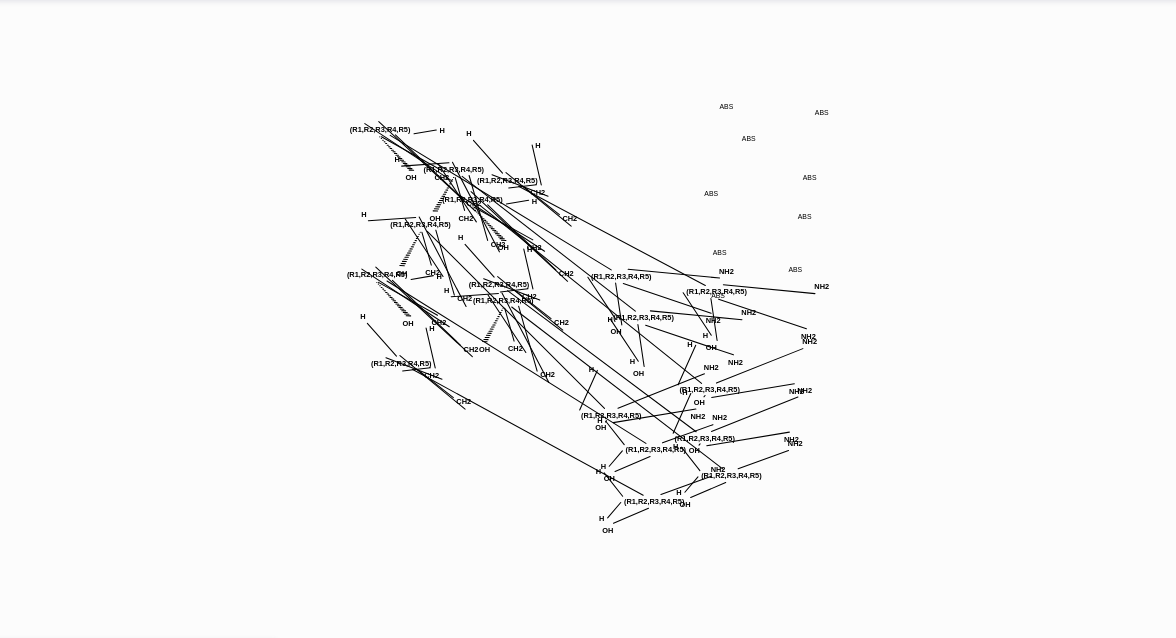 ABS
ABS
(R1,R2,R3,R4,R5)
H
H
ABS
H
H
(R1,R2,R3,R4,R5)
OH
CH2
(R1,R2,R3,R4,R5)
ABS
CH2
ABS
(R1,R2,R3,R4,R5)
H
H
OH
CH2
CH2
ABS
(R1,R2,R3,R4,R5)
H
CH2
OH
CH2
H
ABS
ABS
(R1,R2,R3,R4,R5)
OH
CH2
H
CH2
(R1,R2,R3,R4,R5)
NH2
(R1,R2,R3,R4,R5)
H
CH2
(R1,R2,R3,R4,R5)
H2
(R1,R2,R3,R4,R5)
ABS
NH2
H
OH
CH2
H
CH2
H
(R1,R2,R3,R4,R5)
NH2
NH2
OH
H
NH2
NH2
CH2
OH
CH2
H
OH
(R1,R2,R3,R4,R5)
CH2
CH2
H
H
OH
NH2
NH2
(R1,R2,R3,R4,R5)
H
NH2
NH2
CH2
OH
(R1,R2,R3,R4,R5)
H
OH
NH2
NH2
(R1,R2,R3,R4,R5)
NH2
NH2
(R1,R2,R3,R4,R5)
H
OH
H
H
OH
NH2
(R1,R2,R3,R4,R5)
H
OH
(R1,R2,R3,R4,R5)
H
OH